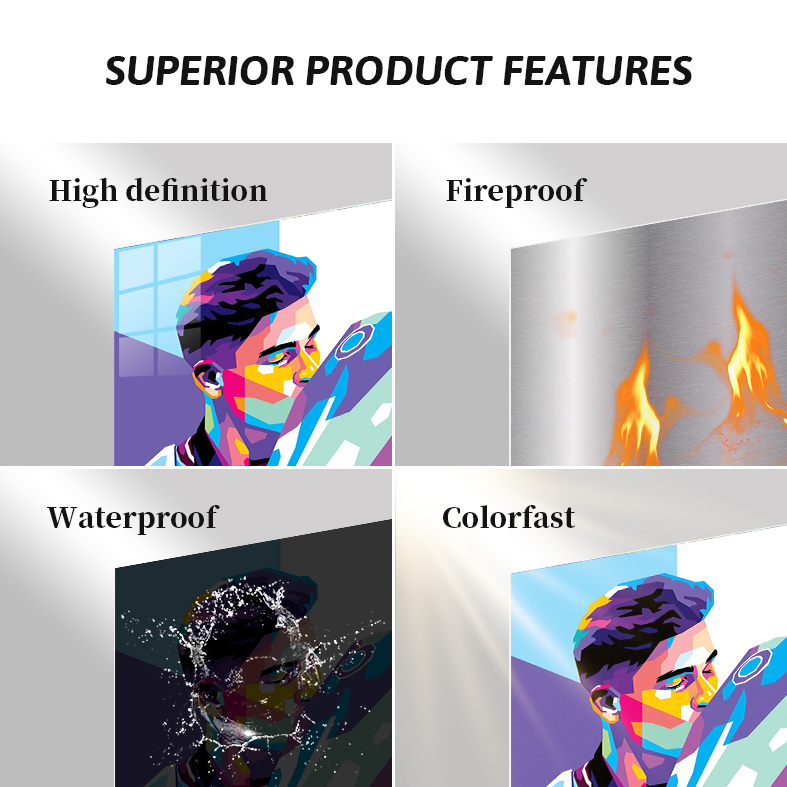 SUPERIOR PRODUCT FEATURES
High definition
Fireproof
Waterproof
Colorfast